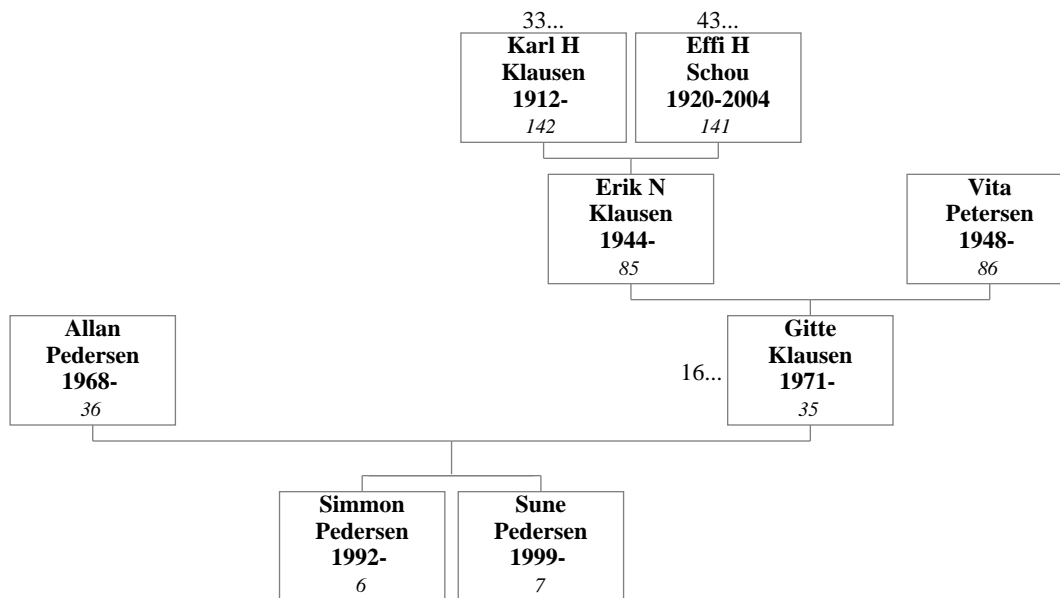 33...
43...
Karl H
Klausen
1912-
142
Effi H
Schou
1920-2004
141
Erik N
Klausen
1944-
85
Vita
Petersen
1948-
86
Allan
Pedersen
1968-
36
16...
Gitte
Klausen
1971-
35
Simmon
Pedersen
1992-
6
Sune
Pedersen
1999-
7